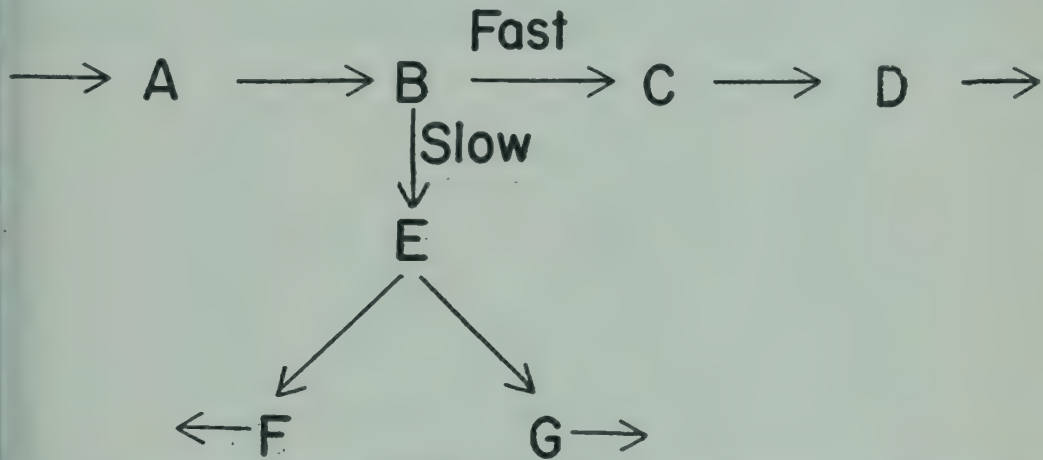 Fast
→ A → B → C → D →
Slow
E
← F G →